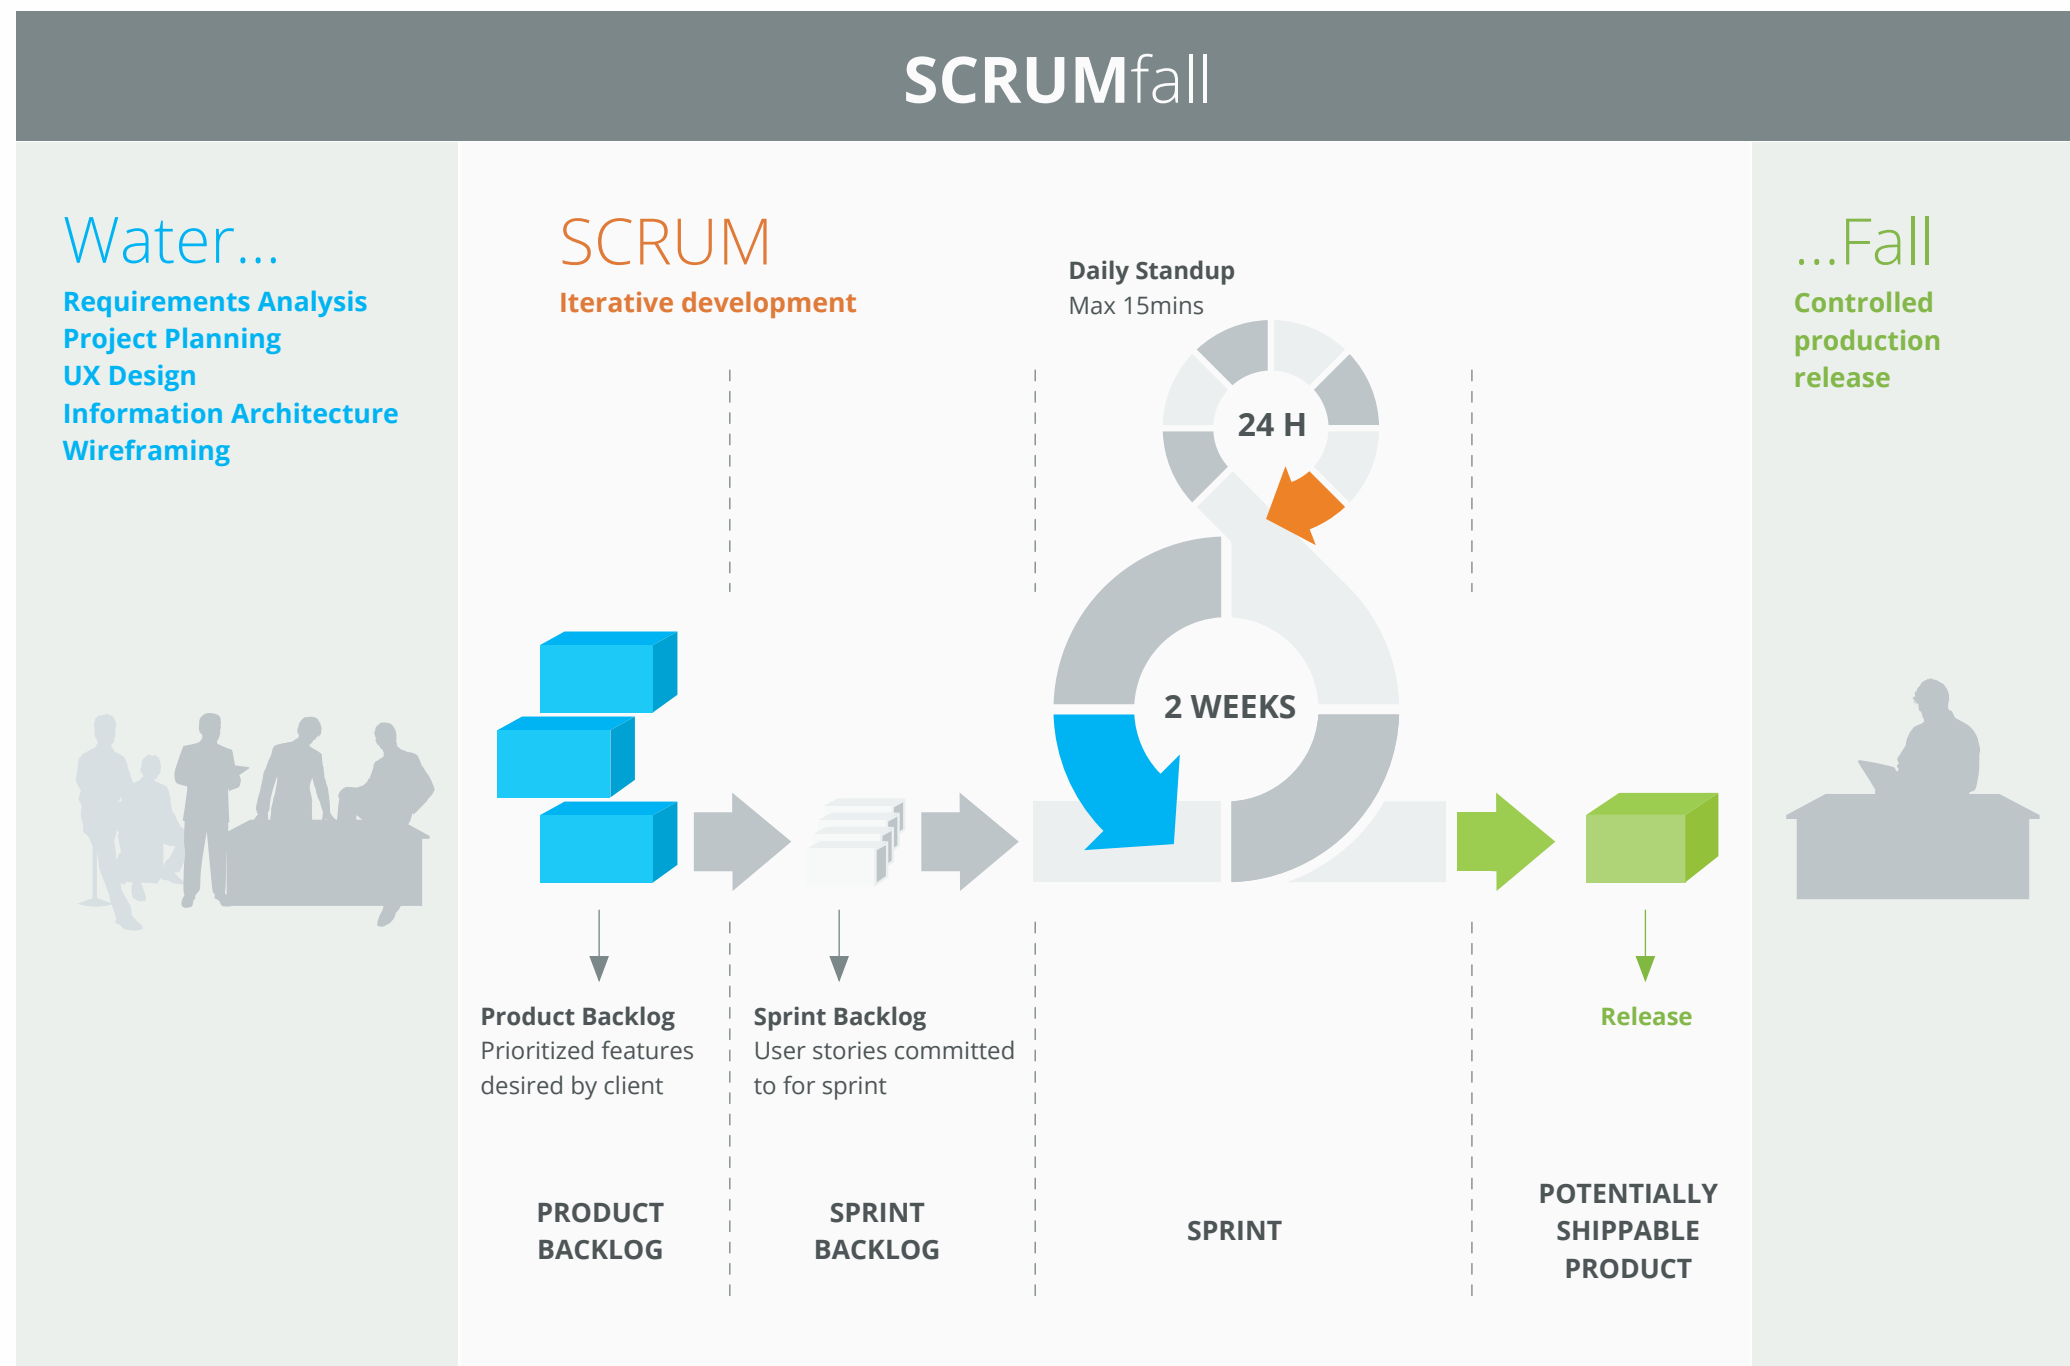 SCRUMfall
Water...
Requirements Analysis
Project Planning
UX Design
Information Architecture
Wireframing
SCRUM
Iterative development
Daily Standup
Max 15mins
24 H
2 WEEKS
...Fall
Controlled
production
release
Product Backlog
Prioritized features
desired by client
Sprint Backlog
User stories committed
to for sprint
Release
PRODUCT
BACKLOG
SPRINT
BACKLOG
SPRINT
POTENTIALLY
SHIPPABLE
PRODUCT